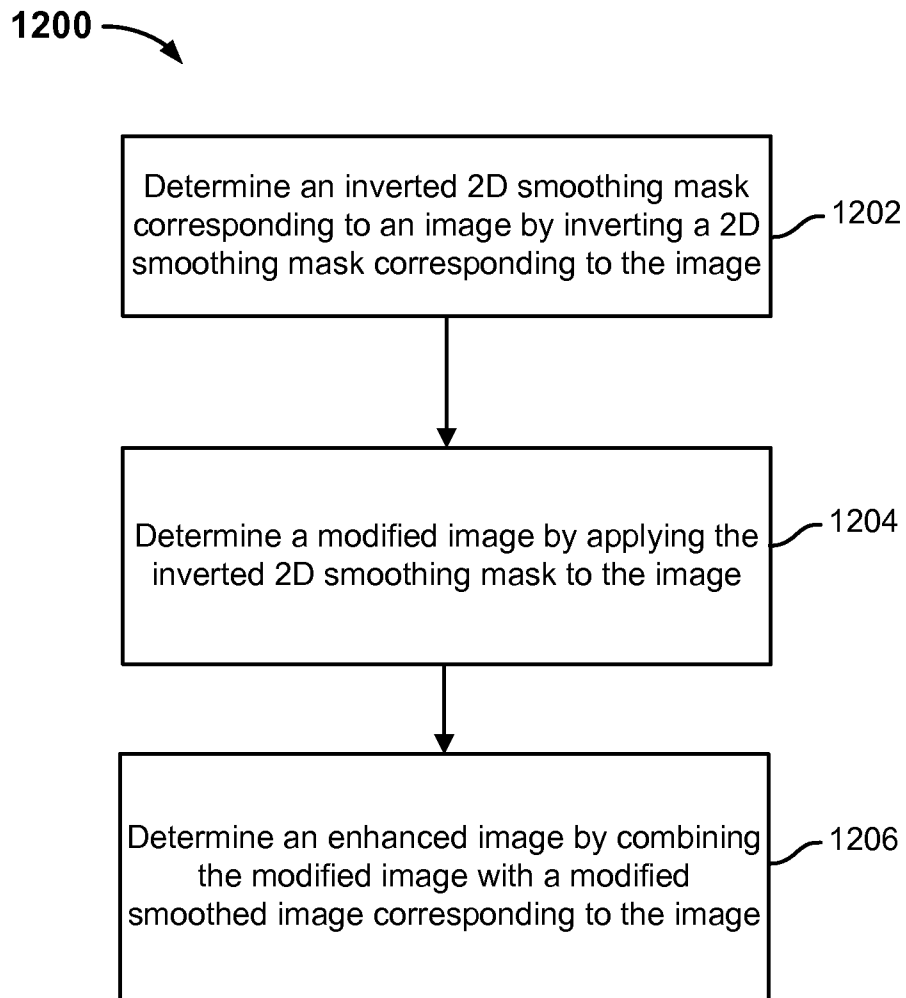 1200
Determine an inverted 2D smoothing mask
corresponding to an image by inverting a 2D
smoothing mask corresponding to the image
1202
Determine a modified image by applying the
inverted 2D smoothing mask to the image
1204
Determine an enhanced image by combining
the modified image with a modified
smoothed image corresponding to the image
1206